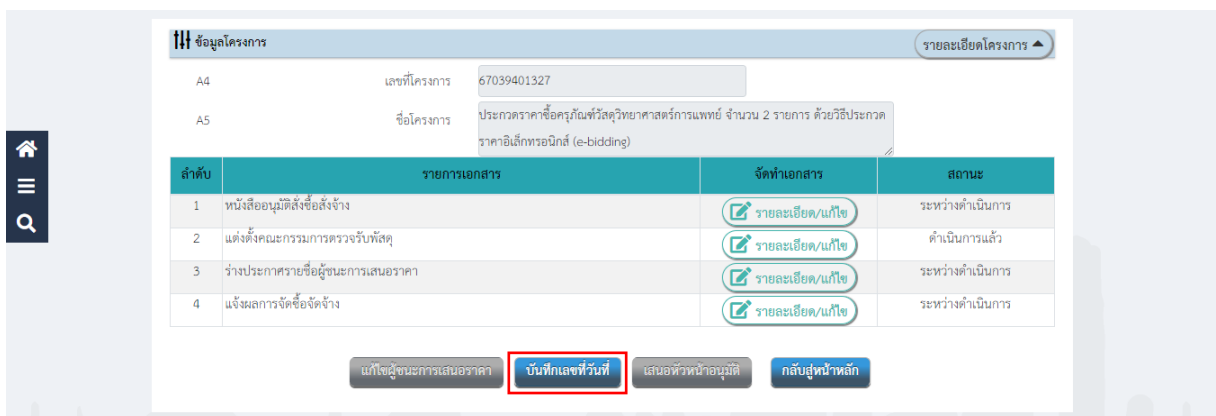 ข้อมูลโครงการ รายละเอียดโครงการ
A4 เลขที่โครงการ 67039401327
A5 ชื่อโครงการ ประกวดราคาซื้อครุภัณฑ์วัสดุวิทยาศาสตร์การแพทย์ จำนวน 2 รายการ ด้วยวิธีประกวด
ราคาอิเล็กทรอนิกส์ (e-bidding)
ลำดับ รายการเอกสาร จัดทำเอกสาร สถานะ
1 หนังสืออนุมัติสั่งซื้อสั่งจ้าง รายละเอียด/แก้ไข ระหว่างดำเนินการ
2 แต่งตั้งคณะกรรมการตรวจรับพัสดุ รายละเอียด/แก้ไข ดำเนินการแล้ว
3 ร่างประกาศรายชื่อผู้ชนะการเสนอราคา รายละเอียด/แก้ไข ระหว่างดำเนินการ
4 แจ้งผลการจัดซื้อจัดจ้าง รายละเอียด/แก้ไข ระหว่างดำเนินการ
แก้ไขผู้ชนะการเสนอราคา บันทึกเลขที่วันที่ เสนอหัวหน้าอนุมัติ กลับสู่หน้าหลัก